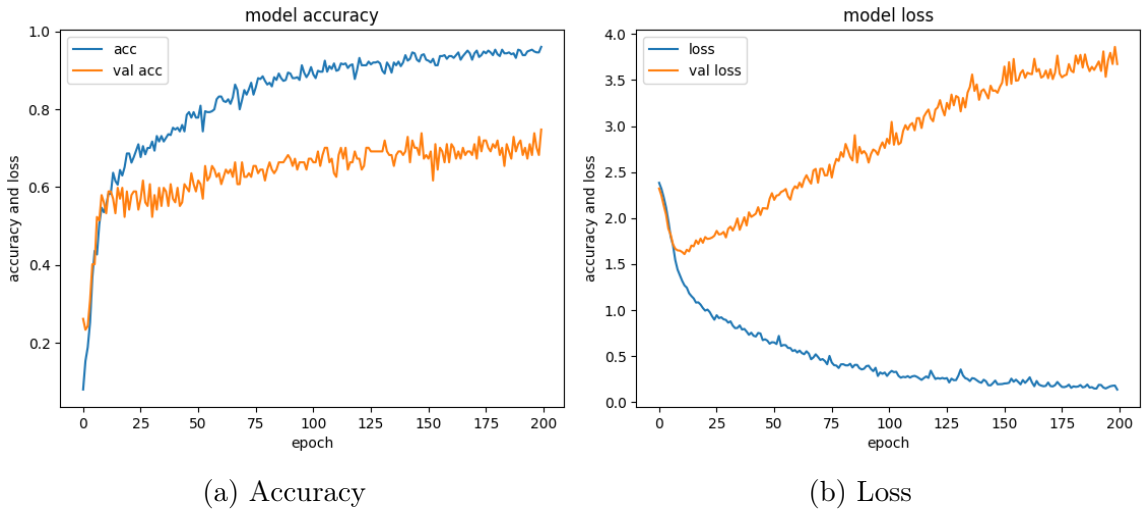 model accuracy
acc
val acc
1.0
0.8
0.6
0.4
0.2
accuracy and loss
0 25 50 75 100 125 150 175 200
epoch
(a) Accuracy
model loss
loss
val loss
4.0
3.5
3.0
2.5
2.0
1.5
1.0
0.5
0.0
accuracy and loss
0 25 50 75 100 125 150 175 200
epoch
(b) Loss